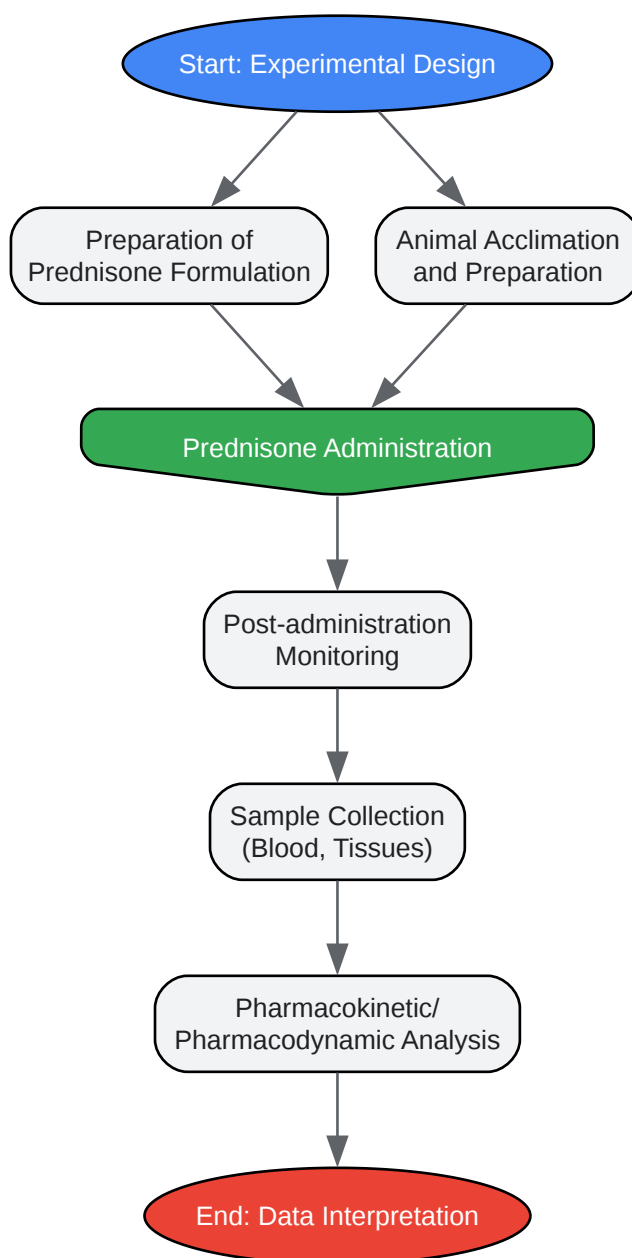 Start: Experimental Design
Preparation of
Prednisone Formulation
Animal Acclimation
and Preparation
Prednisone Administration
Post-administration
Monitoring
Sample Collection
(Blood, Tissues)
Pharmacokinetic/
Pharmacodynamic Analysis
End: Data Interpretation